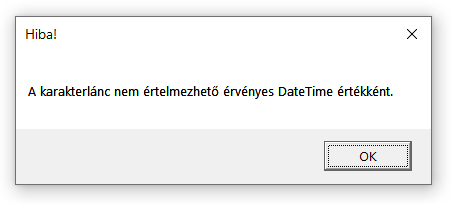 Hiba!
A karakterlánc nem értelmezhető érvényes DateTime értékként.
OK